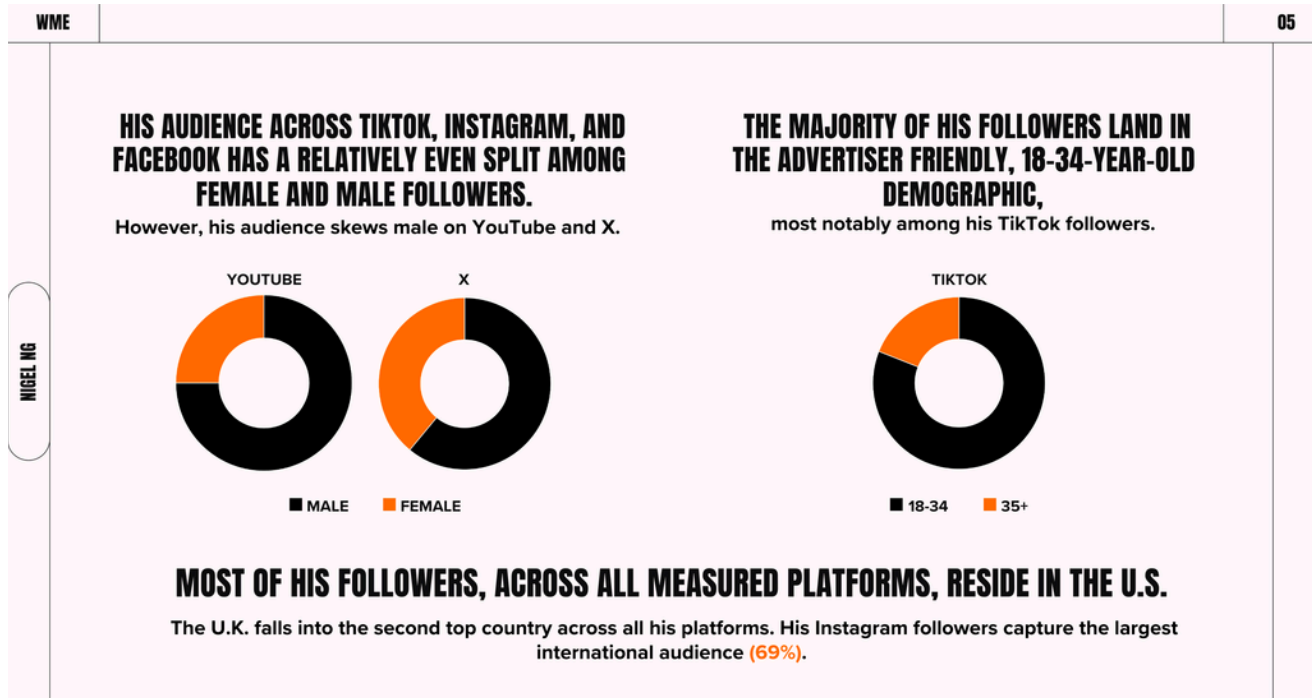 WME
05
HIS AUDIENCE ACROSS TIKTOK, INSTAGRAM, AND
FACEBOOK HAS A RELATIVELY EVEN SPLIT AMONG
FEMALE AND MALE FOLLOWERS.
However, his audience skews male on YouTube and X.
THE MAJORITY OF HIS FOLLOWERS LAND IN
THE ADVERTISER FRIENDLY, 18-34-YEAR-OLD
DEMOGRAPHIC,
most notably among his TikTok followers.
NIGEL NG
YOUTUBE
X
MALE
FEMALE
TIKTOK
18-34
35+
MOST OF HIS FOLLOWERS, ACROSS ALL MEASURED PLATFORMS, RESIDE IN THE U.S.
The U.K. falls into the second top country across all his platforms. His Instagram followers capture the largest
international audience (69%).